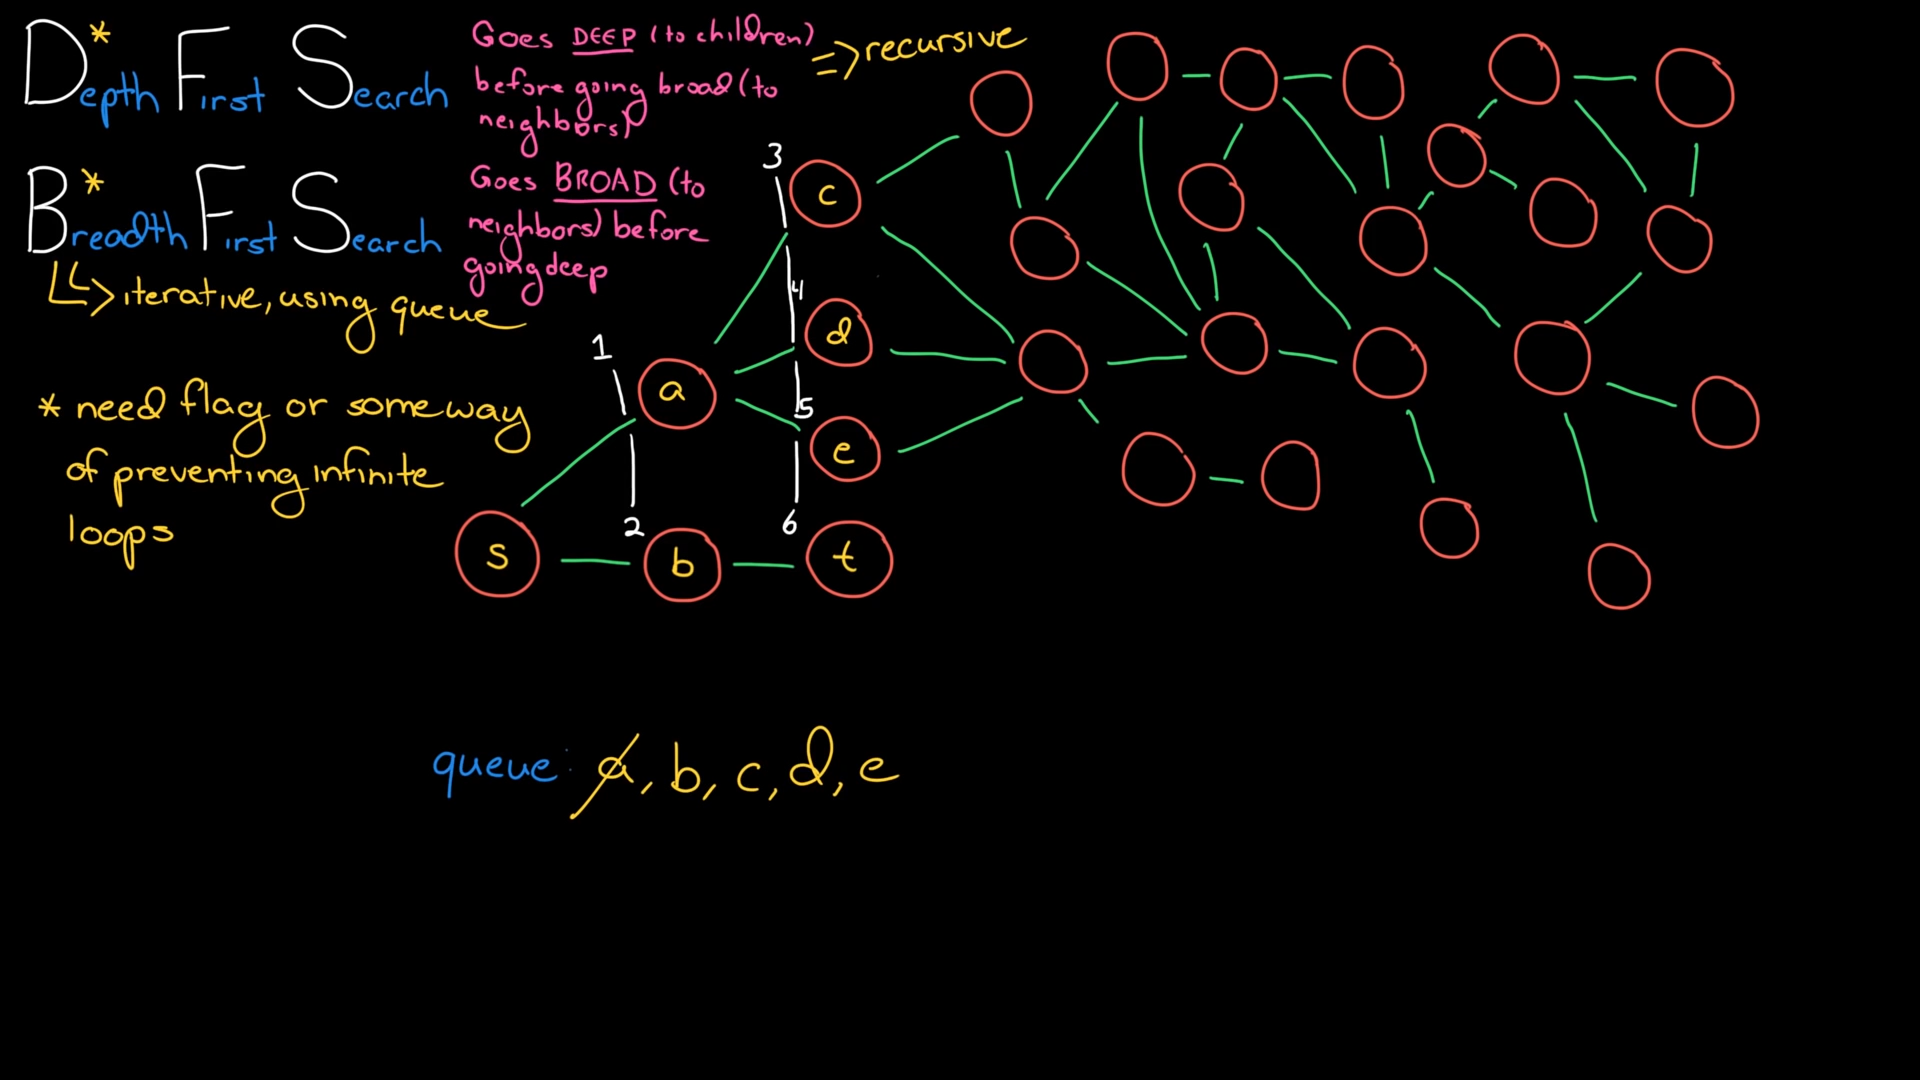 Depth* First Search
Goes DEEP (to children)
before going broad (to
neighbors)
=> recursive
Breadth* First Search
Goes BROAD (to
neighbors) before
going deep
iterative, using queue
* need flag or some way
of preventing infinite
loops
3
c
4
d
1
a
5
e
2
6
s
b
t
queue: a, b, c, d, e